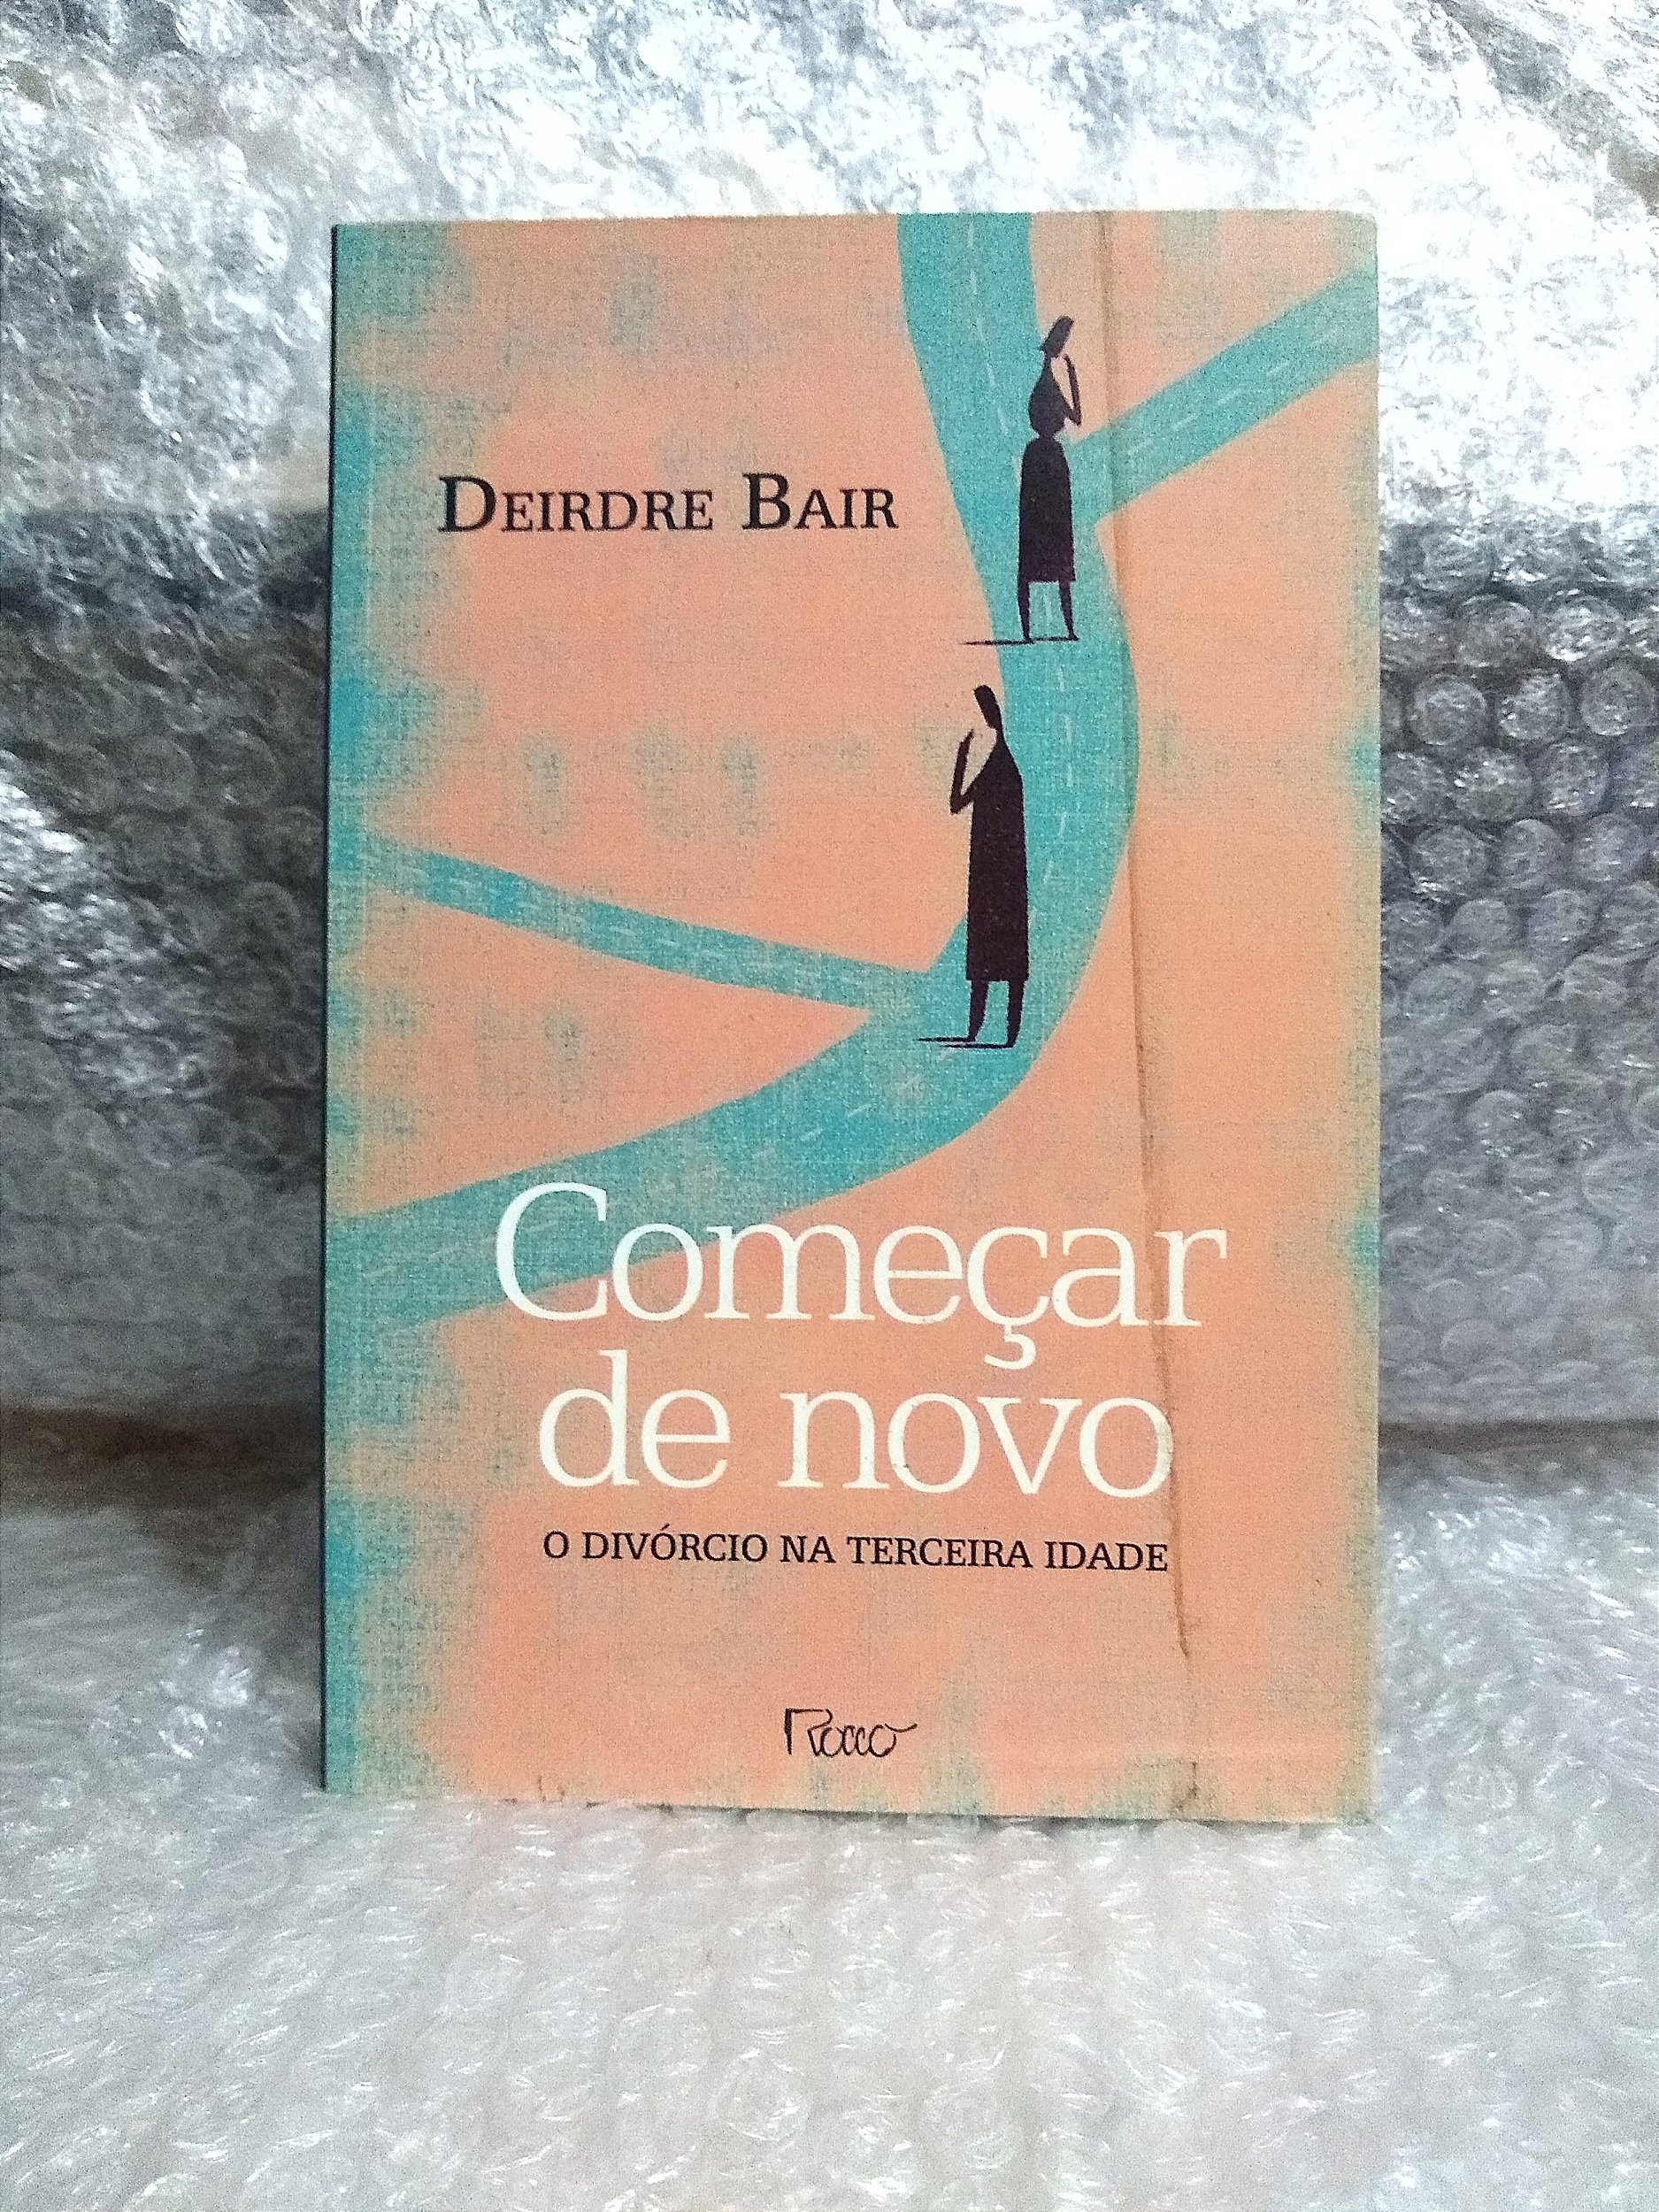 DEIRDRE BAIR
Começar
de novo
O DIVÓRCIO NA TERCEIRA IDADE
Rocco